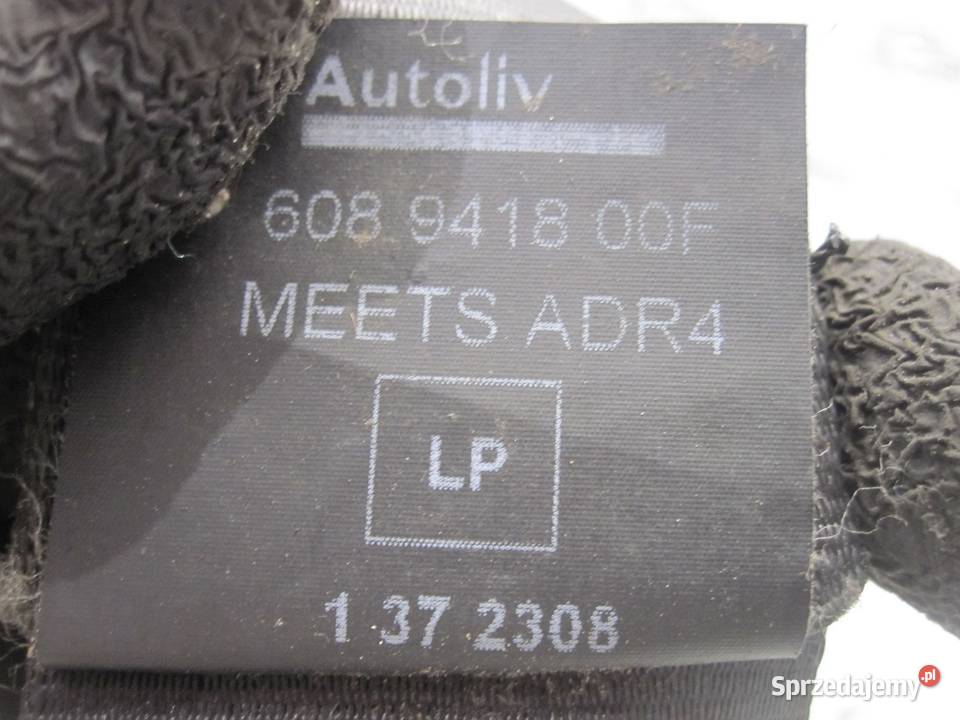 Autoliv
608 9418 00F
MEETS ADR4
LP
1 37 2308
Sprzedajemy.pl